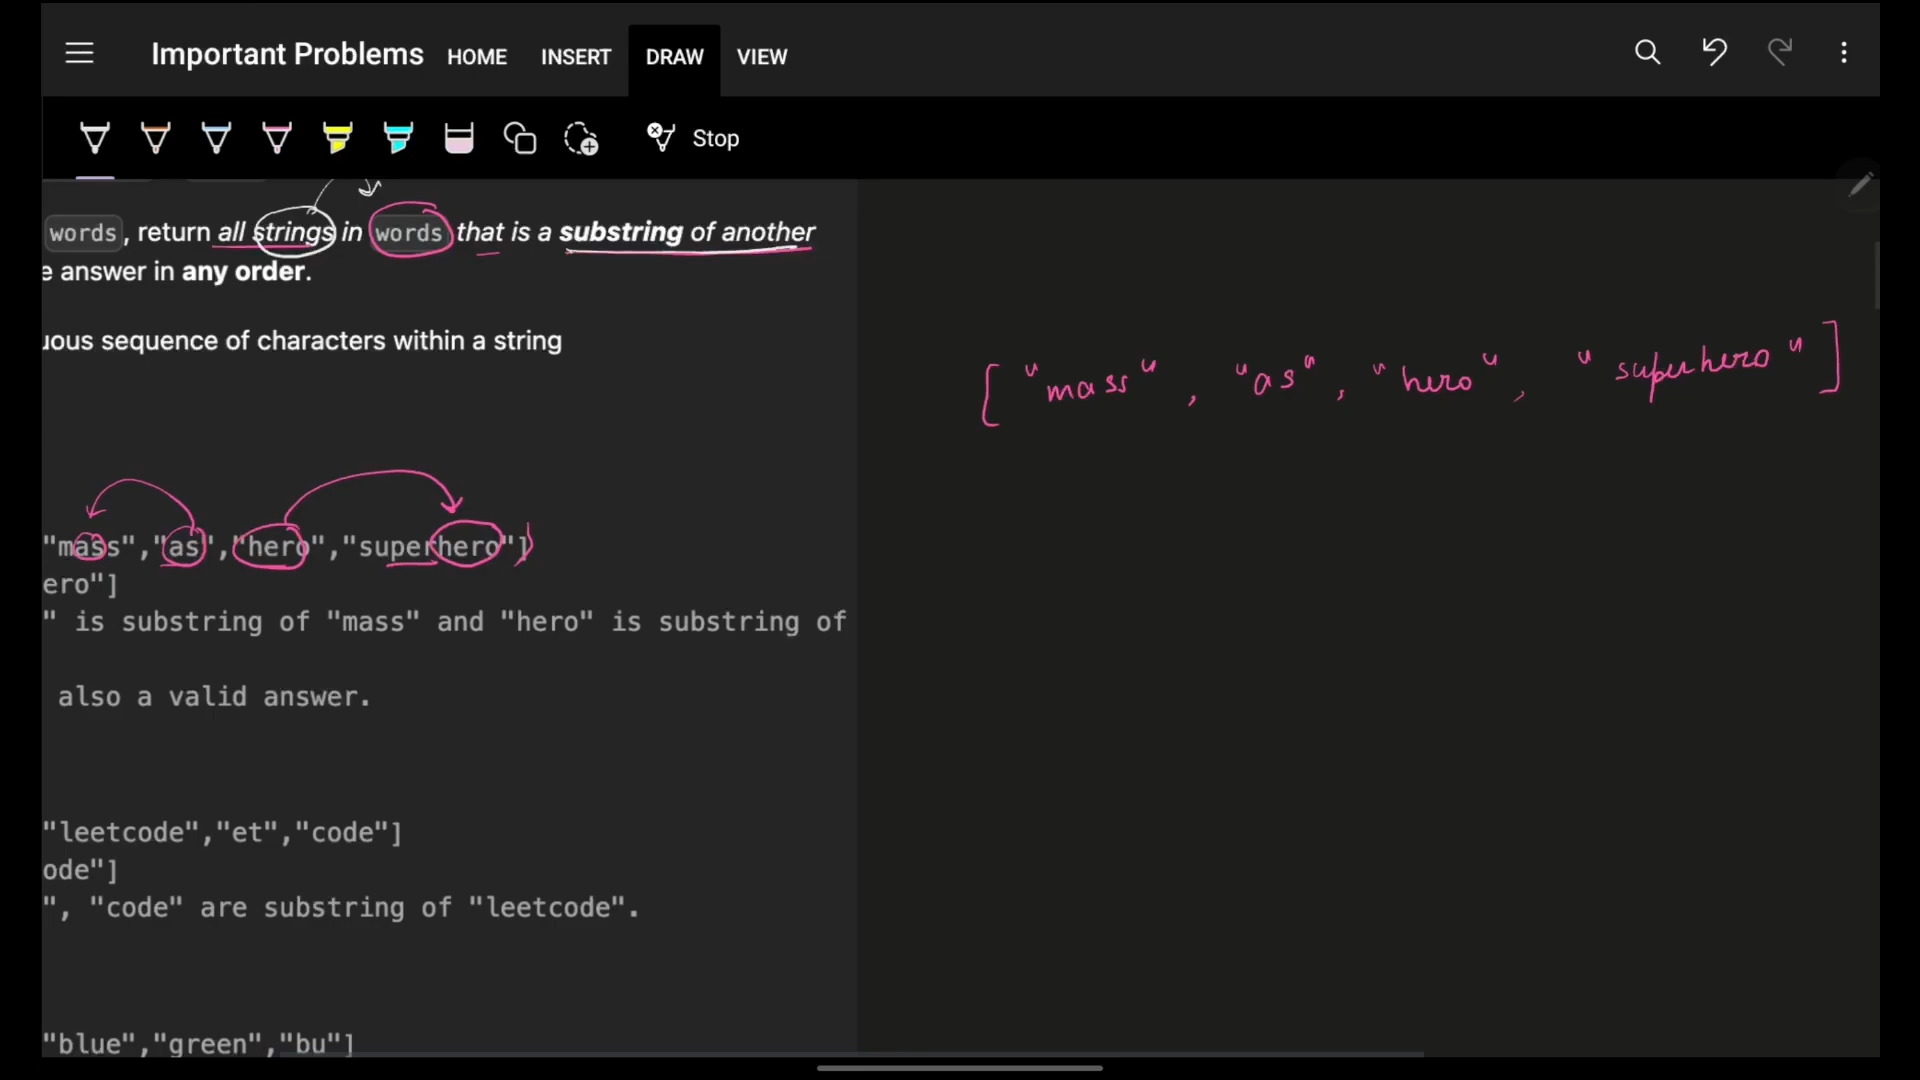 Important Problems HOME INSERT DRAW VIEW
Stop
words, return all strings in words that is a substring of another
e answer in any order.
uous sequence of characters within a string
["mass", "as", "hero", "superhero"]
"mass","as","hero","superhero"]
ero"]
" is substring of "mass" and "hero" is substring of
also a valid answer.
"leetcode","et","code"]
ode"]
", "code" are substring of "leetcode".
"blue","green","bu"]